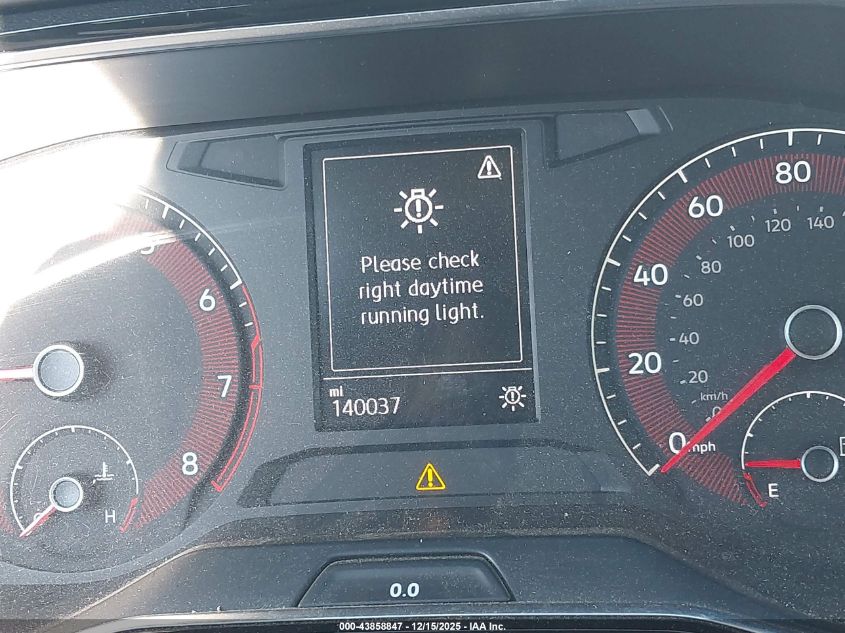 Please check
right daytime
running light.
mi
140037
6
7
8
H
80
60
40
20
0 mph
140
120
100
80
60
40
20
km/h
0
E
0.0
000-43858847 - 12/15/2025 - IAA Inc.